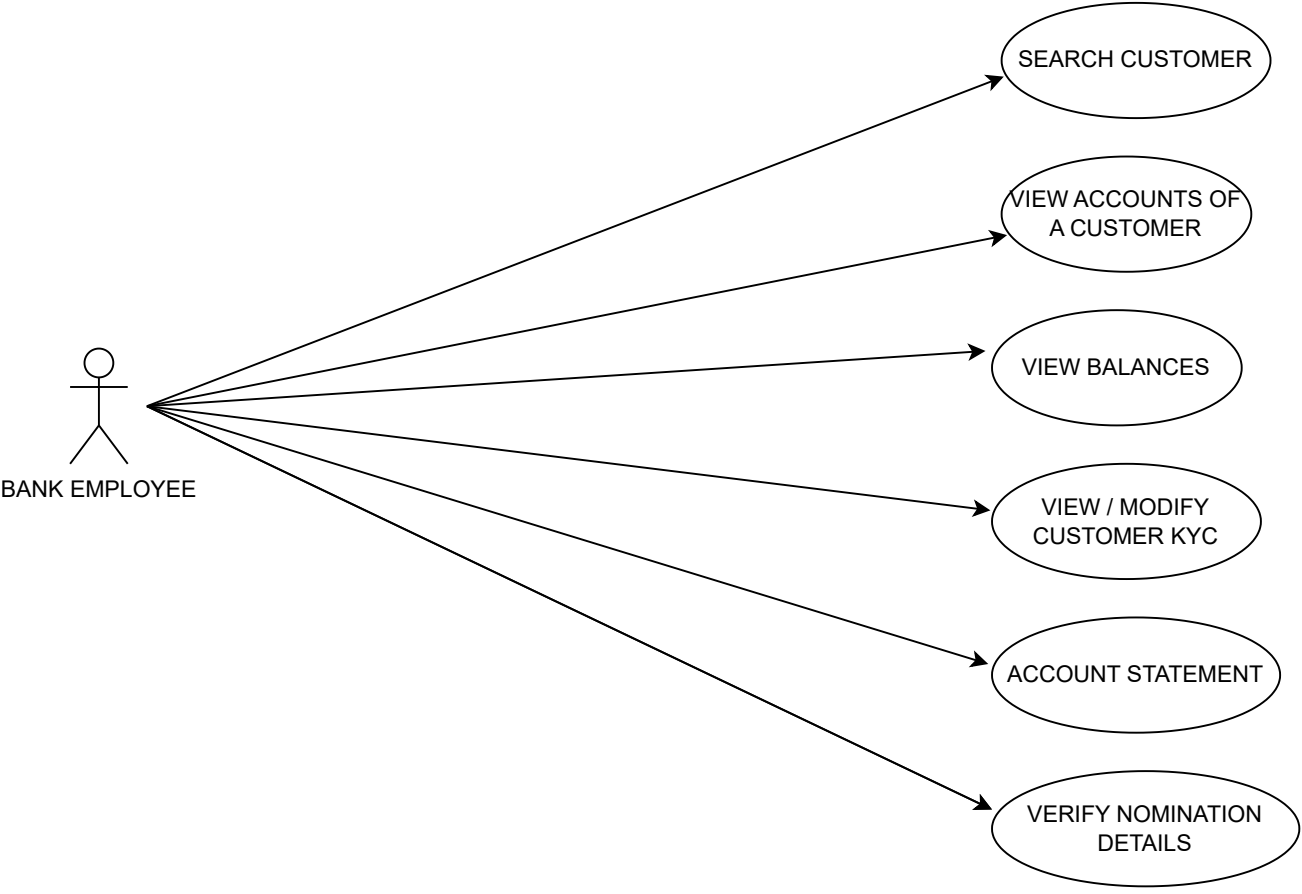 SEARCH CUSTOMER
VIEW ACCOUNTS OF
A CUSTOMER
VIEW BALANCES
BANK EMPLOYEE
VIEW / MODIFY
CUSTOMER KYC
ACCOUNT STATEMENT
VERIFY NOMINATION
DETAILS